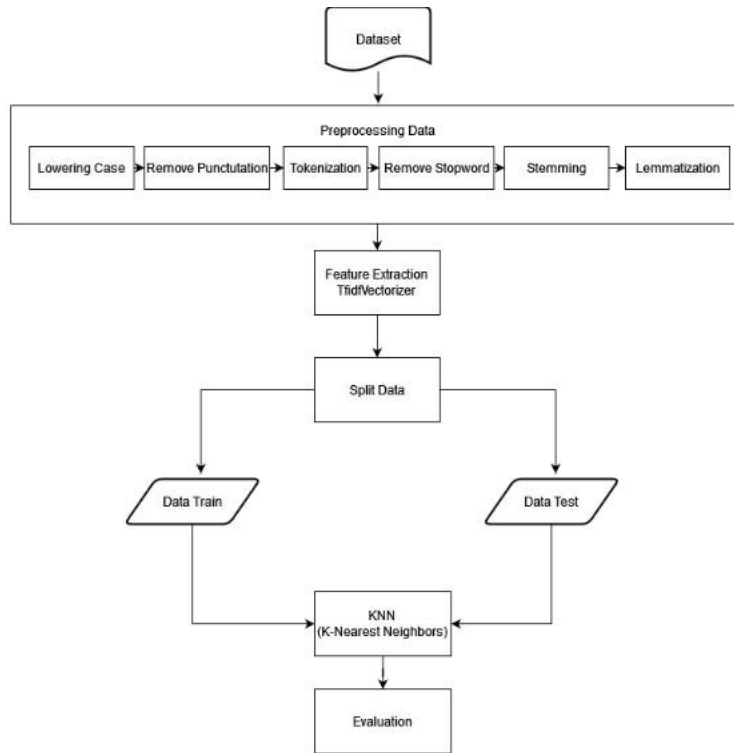 Dataset
Preprocessing Data
Lowering Case
Remove Punctutation
Tokenization
Remove Stopword
Stemming
Lemmatization
Feature Extraction
TfidfVectorizer
Split Data
Data Train
Data Test
KNN
(K-Nearest Neighbors)
Evaluation